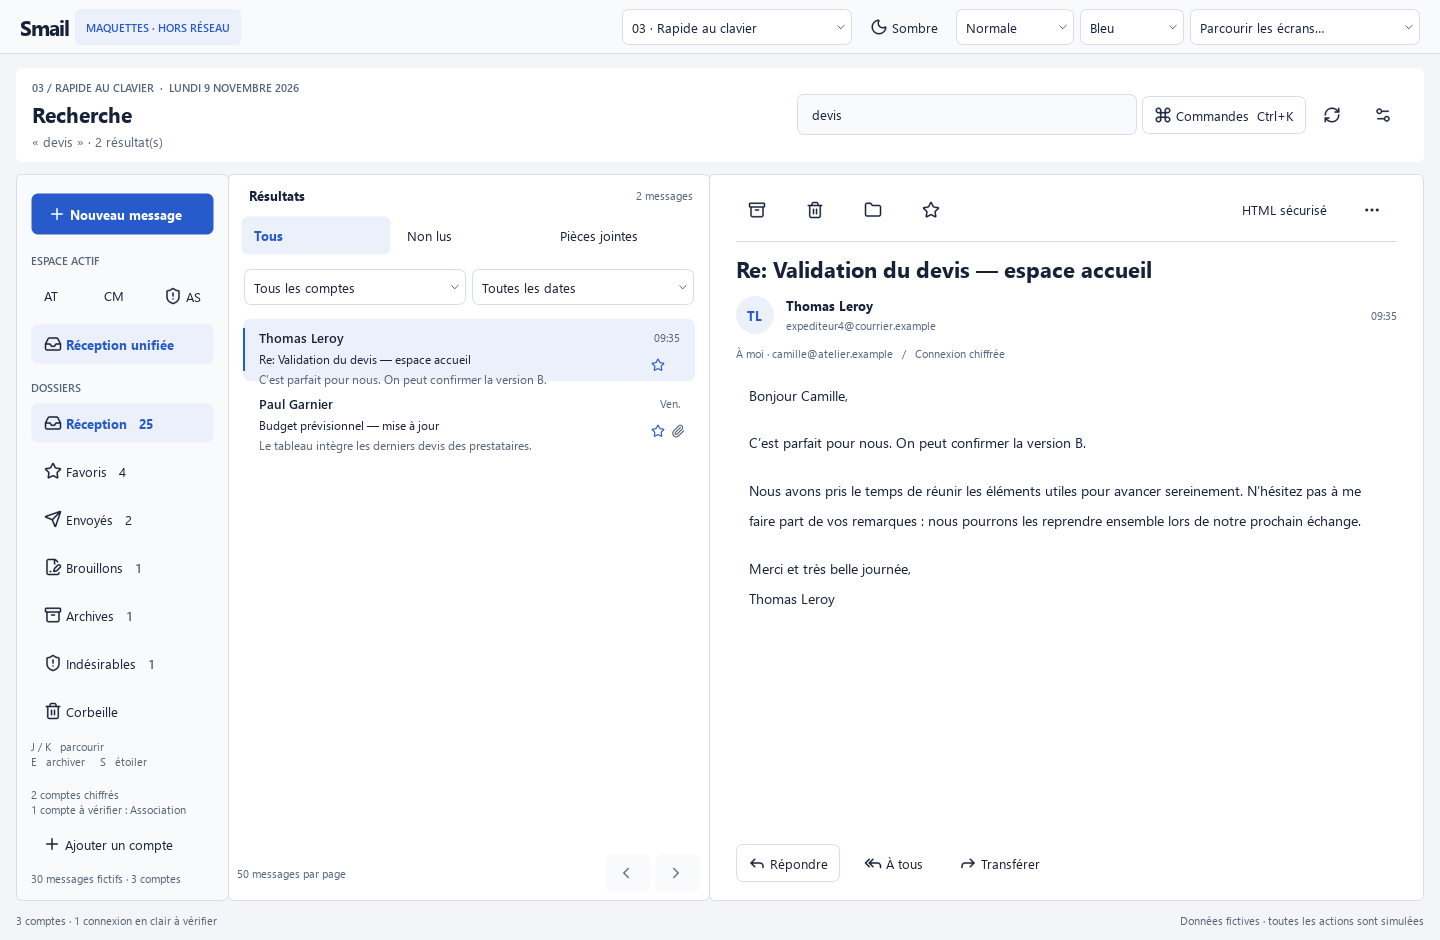 Smail
MAQUETTES · HORS RÉSEAU
03 · Rapide au clavier
Sombre
Normale
Bleu
Parcourir les écrans…
03 / RAPIDE AU CLAVIER · LUNDI 9 NOVEMBRE 2026
Recherche
« devis » · 2 résultat(s)
devis
Commandes Ctrl+K
Nouveau message
ESPACE ACTIF
AT
CM
AS
Réception unifiée
DOSSIERS
Réception 25
Favoris 4
Envoyés 2
Brouillons 1
Archives 1
Indésirables 1
Corbeille
J / K parcourir
E archiver S étoiler
2 comptes chiffrés
1 compte à vérifier : Association
Ajouter un compte
30 messages fictifs · 3 comptes
Résultats
2 messages
Tous
Non lus
Pièces jointes
Tous les comptes
Toutes les dates
Thomas Leroy
09:35
Re: Validation du devis — espace accueil
C’est parfait pour nous. On peut confirmer la version B.
Paul Garnier
Ven.
Budget prévisionnel — mise à jour
Le tableau intègre les derniers devis des prestataires.
50 messages par page
HTML sécurisé
Re: Validation du devis — espace accueil
TL
Thomas Leroy
expediteur4@courrier.example
09:35
À moi · camille@atelier.example / Connexion chiffrée
Bonjour Camille,
C’est parfait pour nous. On peut confirmer la version B.
Nous avons pris le temps de réunir les éléments utiles pour avancer sereinement. N’hésitez pas à me
faire part de vos remarques : nous pourrons les reprendre ensemble lors de notre prochain échange.
Merci et très belle journée,
Thomas Leroy
Répondre
À tous
Transférer
3 comptes · 1 connexion en clair à vérifier
Données fictives · toutes les actions sont simulées